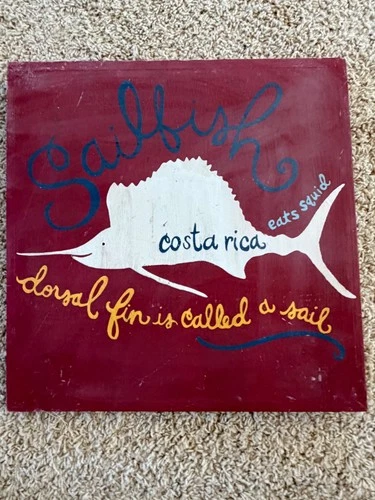 Sailfish
eats squid
costa rica
dorsal fin is called a sail